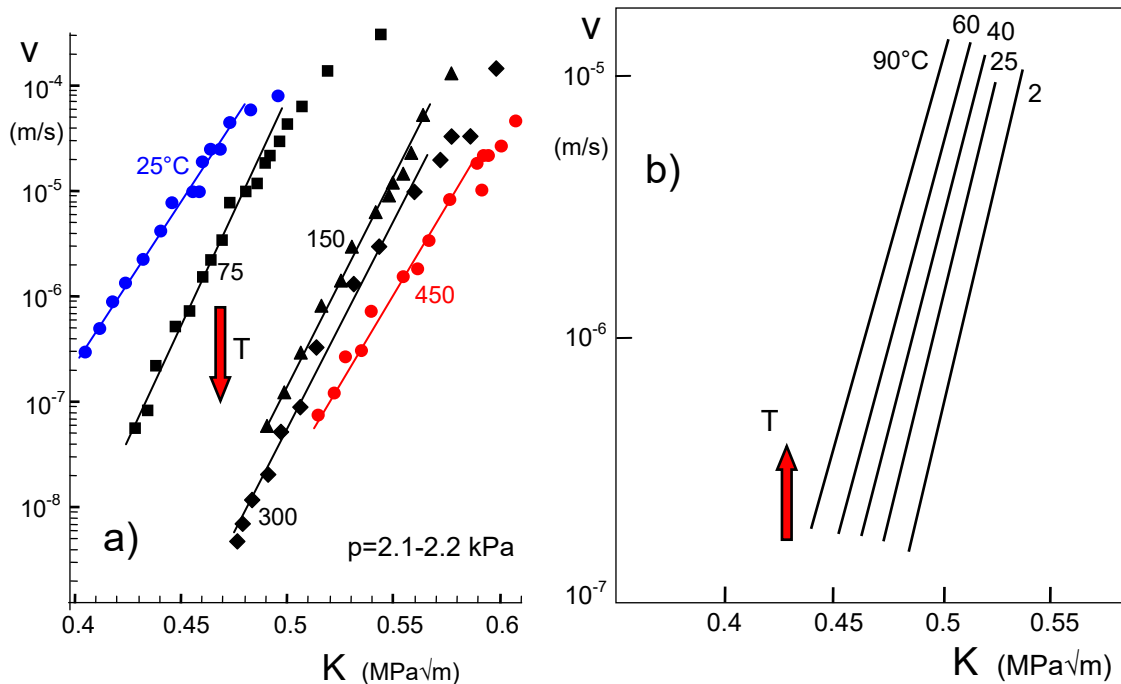 v
(m/s)
10⁻⁴
10⁻⁵
10⁻⁶
10⁻⁷
10⁻⁸
25°C
75
150
T
450
300
a)
p=2.1-2.2 kPa
0.4
0.45
0.5
0.55
0.6
K (MPa√m)
v
(m/s)
10⁻⁵
10⁻⁶
10⁻⁷
b)
90°C
60
40
25
2
T
0.4
0.45
0.5
0.55
K (MPa√m)